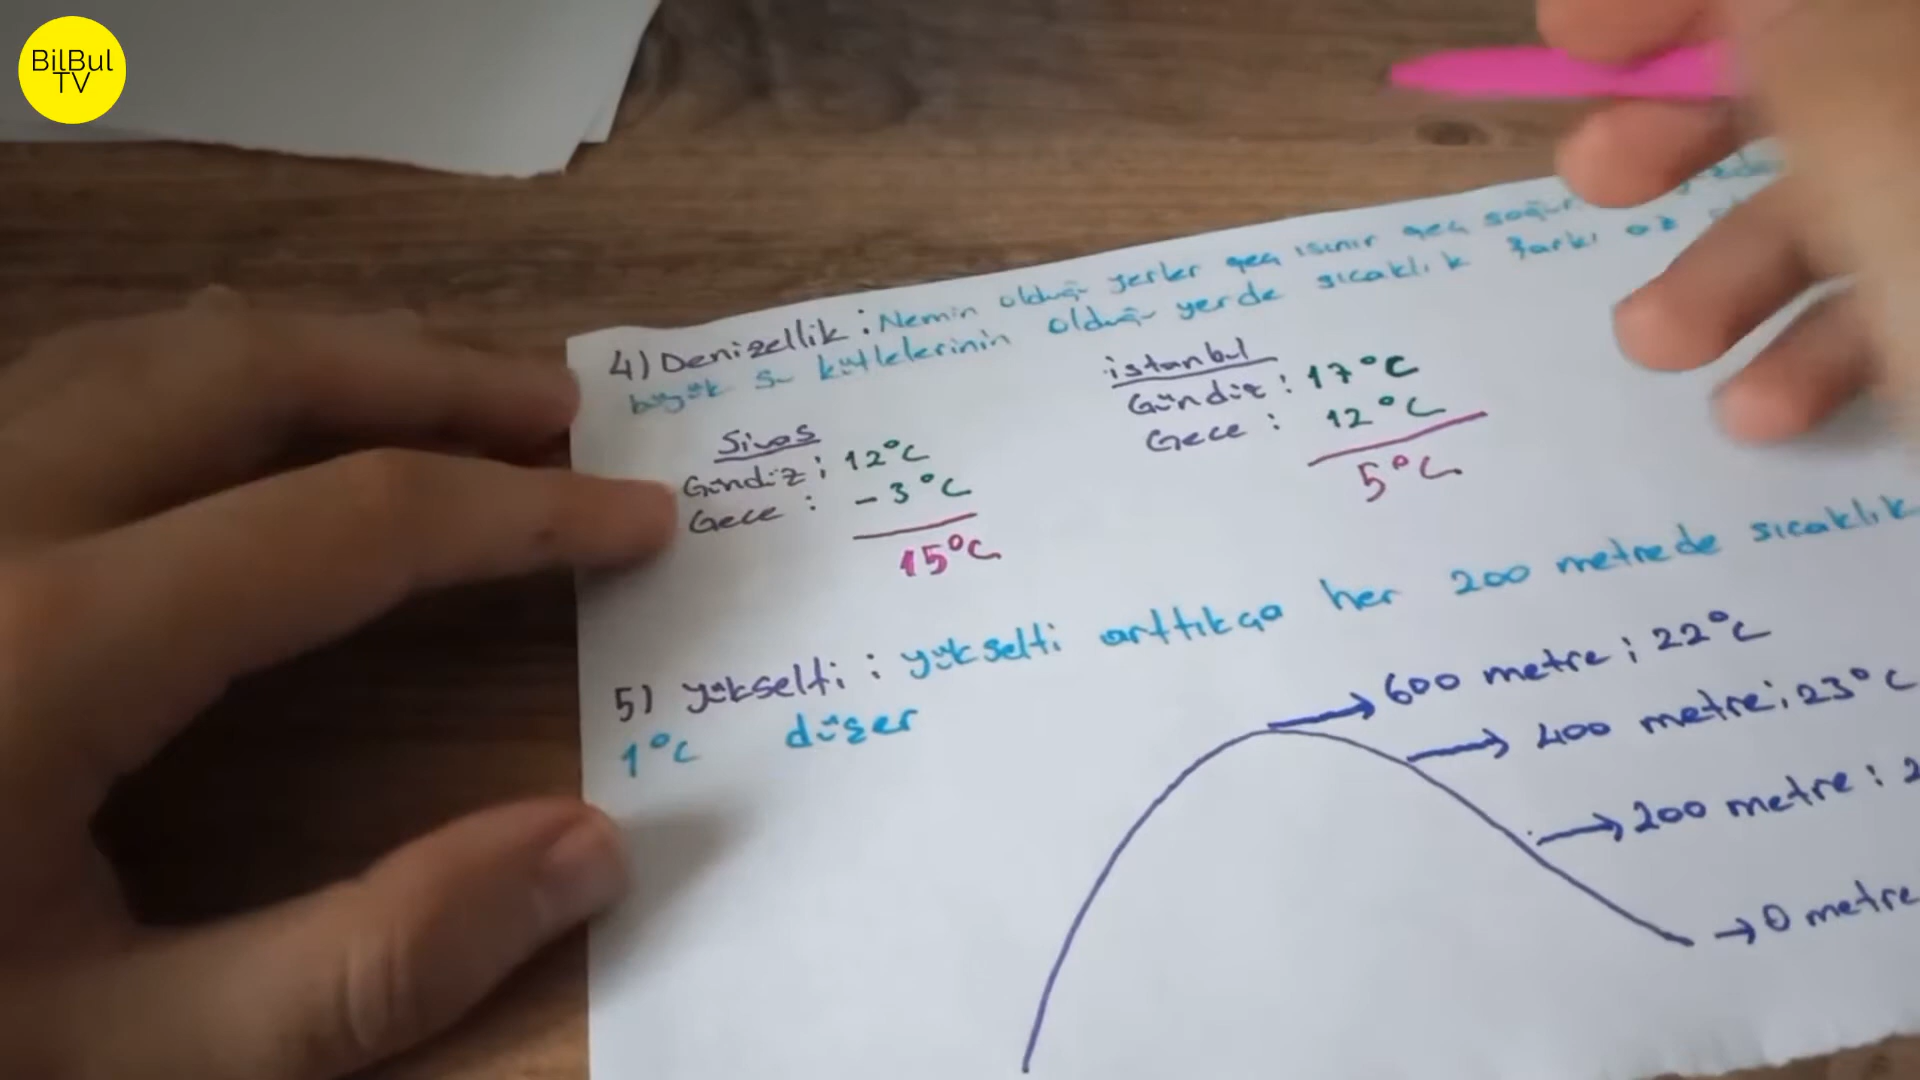 BilBul
TV
4) Denizellik : Nemin olduğu yerler geç ısınır geç
büyük su kütlelerinin olduğu yerde sıcaklık farkı az
Sivas
Gündüz : 12°C
Gece : -3°C
15°C
istanbul
Gündüz : 17°C
Gece : 12°C
5°C
5) yükselti : yükselti arttıkça her 200 metrede sıcaklık
1°C düşer
600 metre : 22°C
400 metre : 23°C
200 metre : 2
0 metre